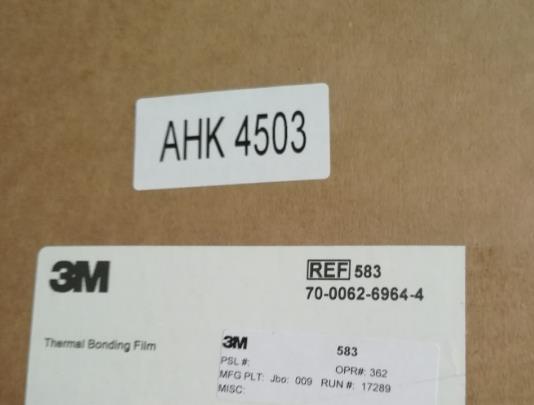 AHK 4503
3M
REF 583
70-0062-6964-4
Thermal Bonding Film
3M 583
PSL #: OPR#: 362
MFG PLT: Jbo: 009 RUN #: 17289
MISC: